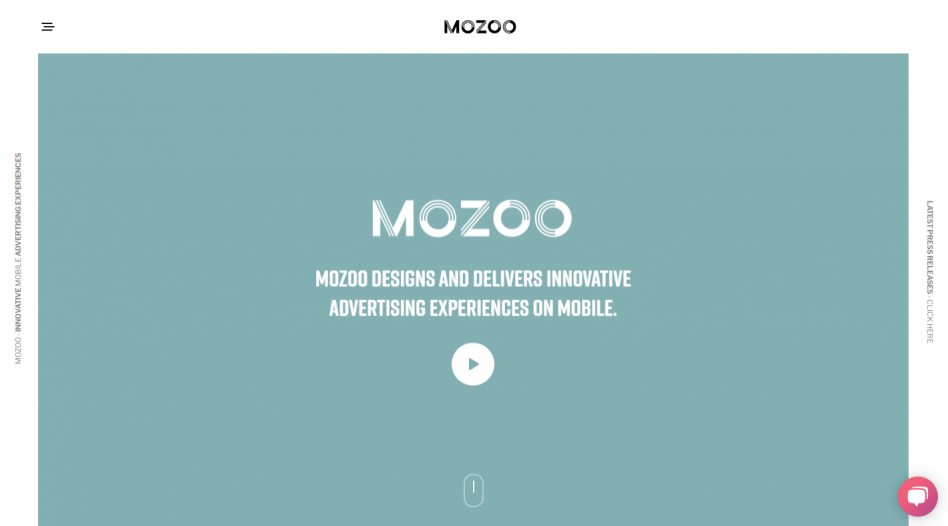 MOZOO
MOZOO - INNOVATIVE MOBILE ADVERTISING EXPERIENCES
MOZOO
MOZOO DESIGNS AND DELIVERS INNOVATIVE
ADVERTISING EXPERIENCES ON MOBILE.
LATEST PRESS RELEASES - CLICK HERE